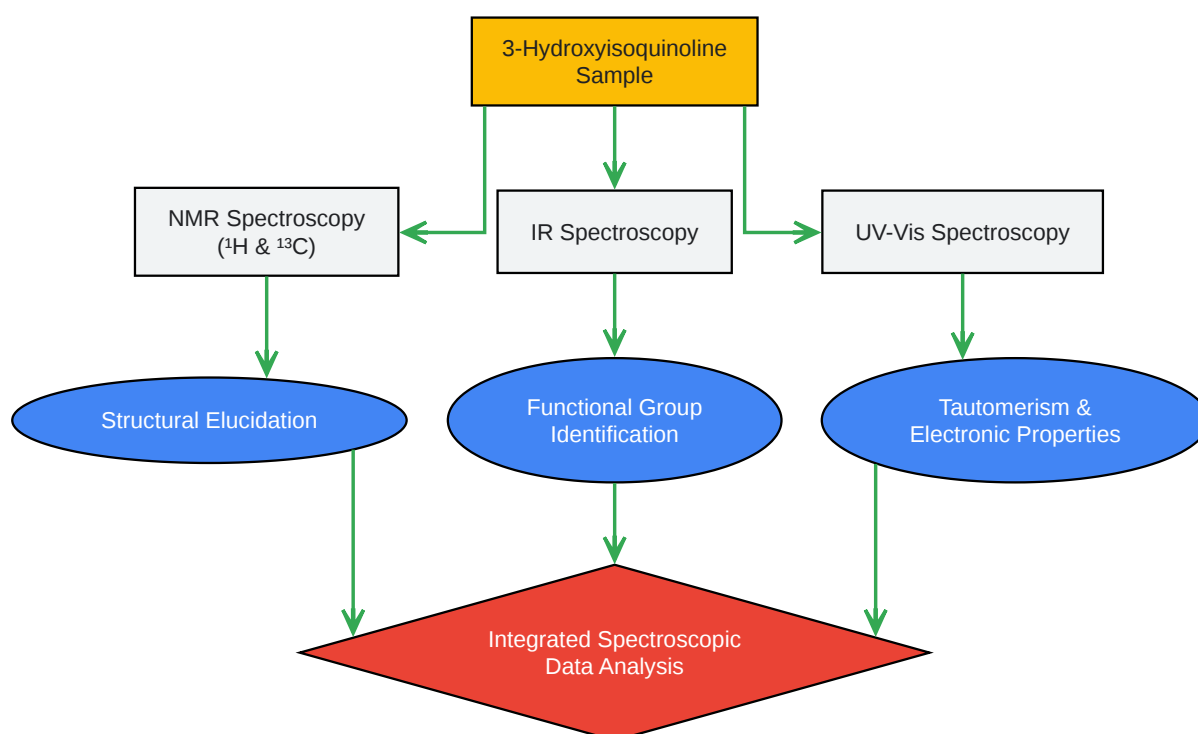 3-Hydroxyisoquinoline
Sample
NMR Spectroscopy
(¹H & ¹³C)
IR Spectroscopy
UV-Vis Spectroscopy
Structural Elucidation
Functional Group
Identification
Tautomerism &
Electronic Properties
Integrated Spectroscopic
Data Analysis